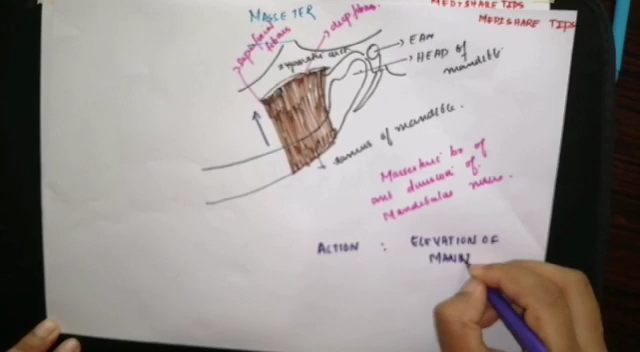 MEDISHARE TIPS
MEDISHARE TIPS
MASSETER
superficial fibres
deep fibres
zygomatic arch
EAM
HEAD of mandible
ramus of mandible.
Masseteric br of
ant division of
Mandibular nerve.
ACTION : ELEVATION OF
MANDI